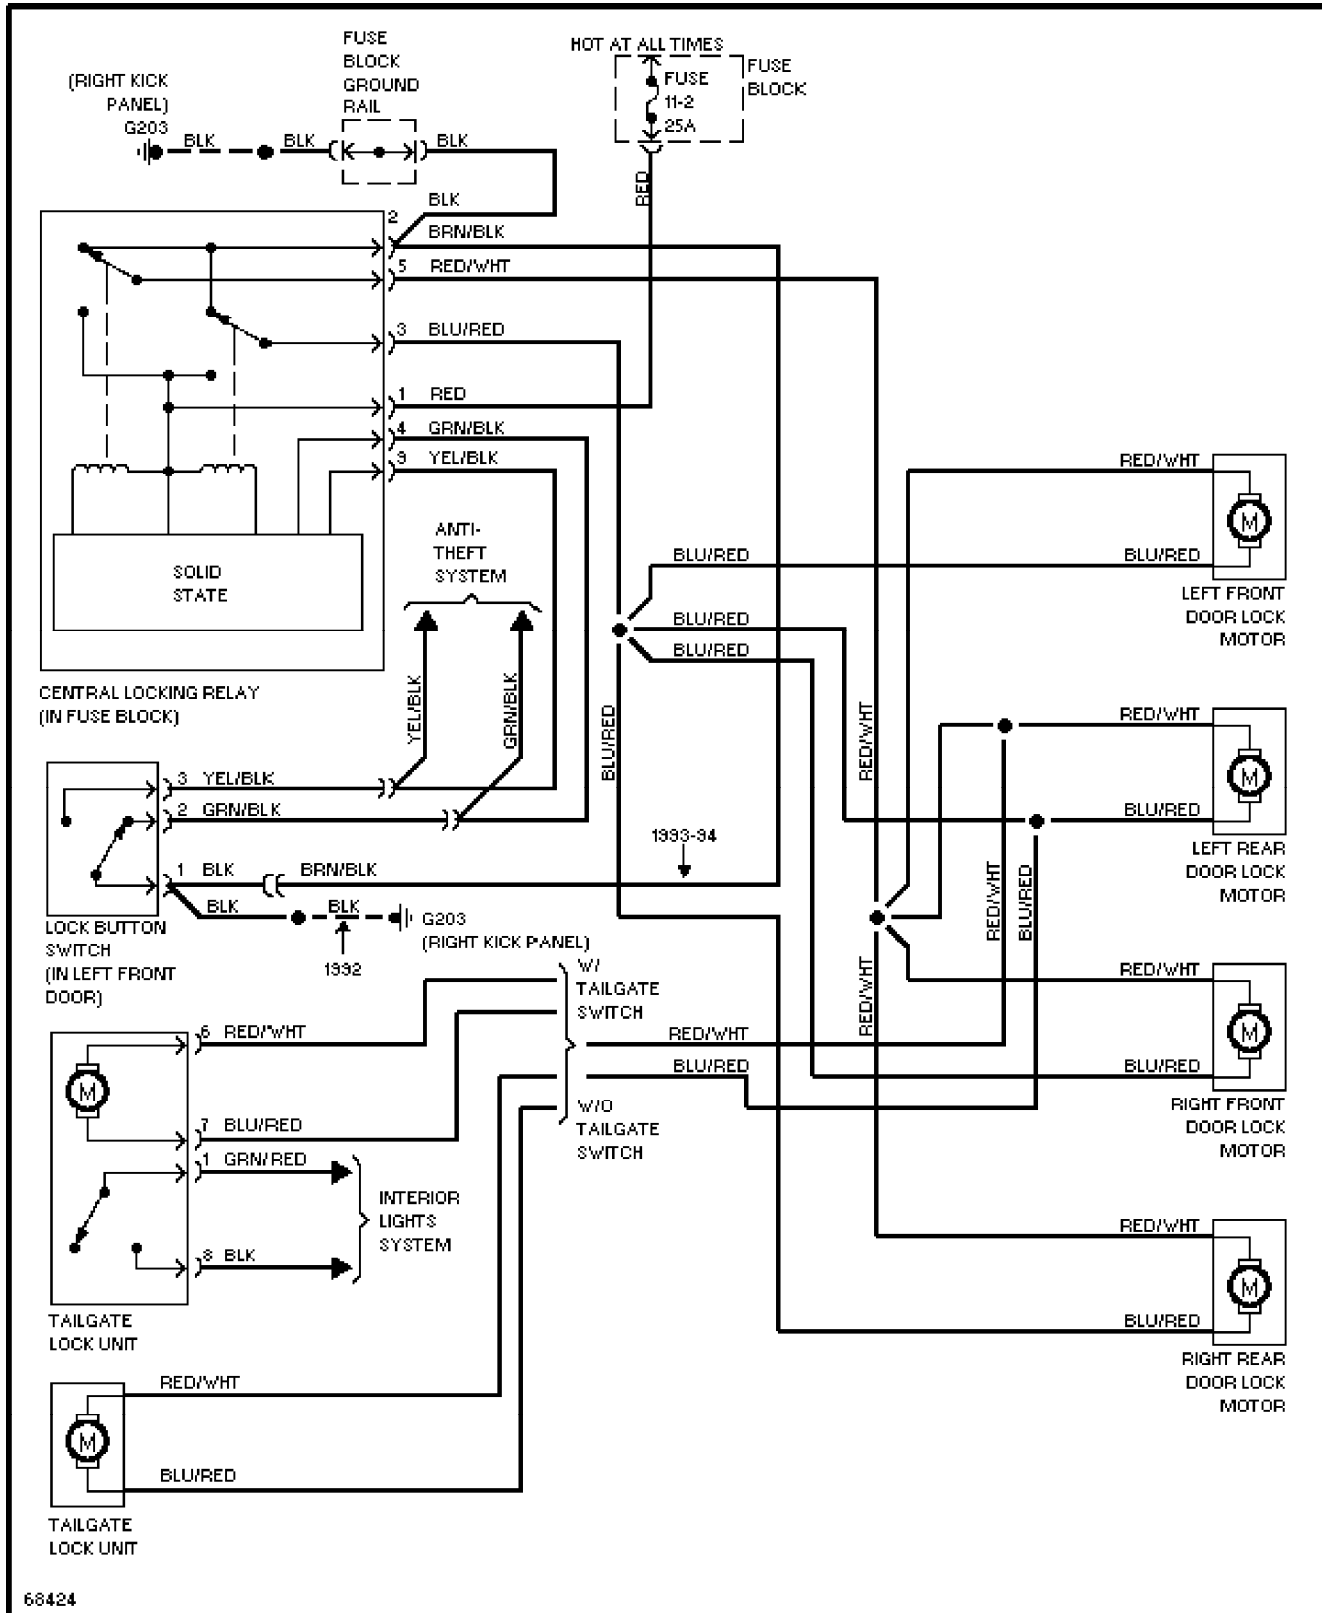 FUSE
BLOCK
GROUND
RAIL
(RIGHT KICK
PANEL)
G203
BLK
BLK
BLK
HOT AT ALL TIMES
FUSE
11-2
25A
FUSE
BLOCK
RED
BLK
2
BRN/BLK
5 RED/WHT
3 BLU/RED
1 RED
4 GRN/BLK
9 YEL/BLK
SOLID
STATE
CENTRAL LOCKING RELAY
(IN FUSE BLOCK)
ANTI-
THEFT
SYSTEM
YEL/BLK
GRN/BLK
BLU/RED
BLU/RED
BLU/RED
BLU/RED
RED/WHT
RED/WHT
M
BLU/RED
LEFT FRONT
DOOR LOCK
MOTOR
RED/WHT
M
BLU/RED
LEFT REAR
DOOR LOCK
MOTOR
3 YEL/BLK
2 GRN/BLK
1 BLK
BRN/BLK
1993-94
BLK
BLK
G203
(RIGHT KICK PANEL)
1992
LOCK BUTTON
SWITCH
(IN LEFT FRONT
DOOR)
RED/WHT
BLU/RED
RED/WHT
RED/WHT
M
BLU/RED
RIGHT FRONT
DOOR LOCK
MOTOR
W/
TAILGATE
SWITCH
RED/WHT
BLU/RED
W/O
TAILGATE
SWITCH
6 RED/WHT
M
7 BLU/RED
1 GRN/RED
8 BLK
INTERIOR
LIGHTS
SYSTEM
TAILGATE
LOCK UNIT
RED/WHT
M
BLU/RED
RIGHT REAR
DOOR LOCK
MOTOR
RED/WHT
M
BLU/RED
TAILGATE
LOCK UNIT
68424